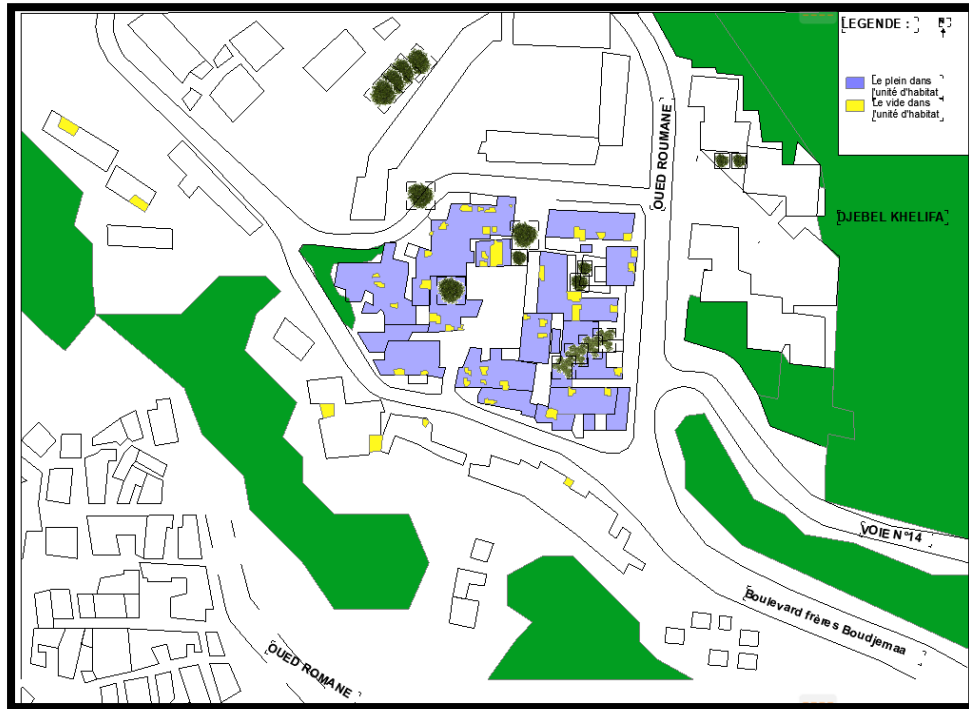 LEGENDE :
Le plein dans
l'unité d'habitat
Le vide dans
l'unité d'habitat
OUED ROUMANE
DJEBEL KHELIFA
VOIE N°14
Boulevard frères Boudjemaa
OUED ROMANE